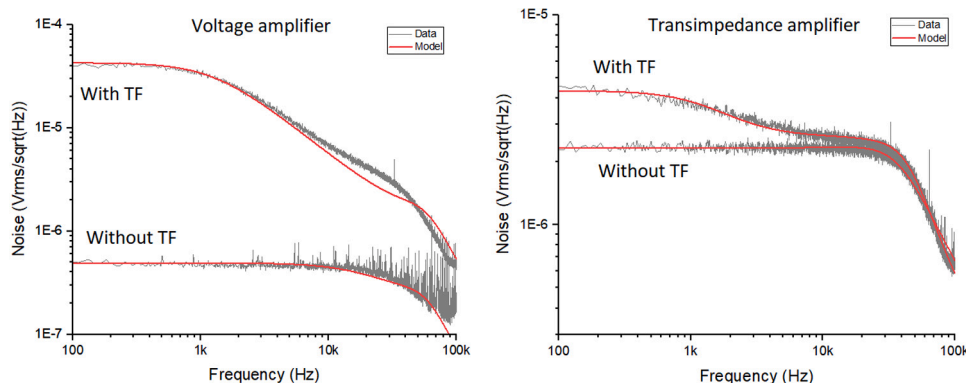 Voltage amplifier
1E-4
Data
Model
With TF
1E-5
Noise (Vrms/sqrt(Hz))
1E-6
Without TF
1E-7
100
1k
10k
100k
Frequency (Hz)
Transimpedance amplifier
1E-5
Data
Model
With TF
Noise (Vrms/sqrt(Hz))
Without TF
1E-6
100
1k
10k
100k
Frequency (Hz)